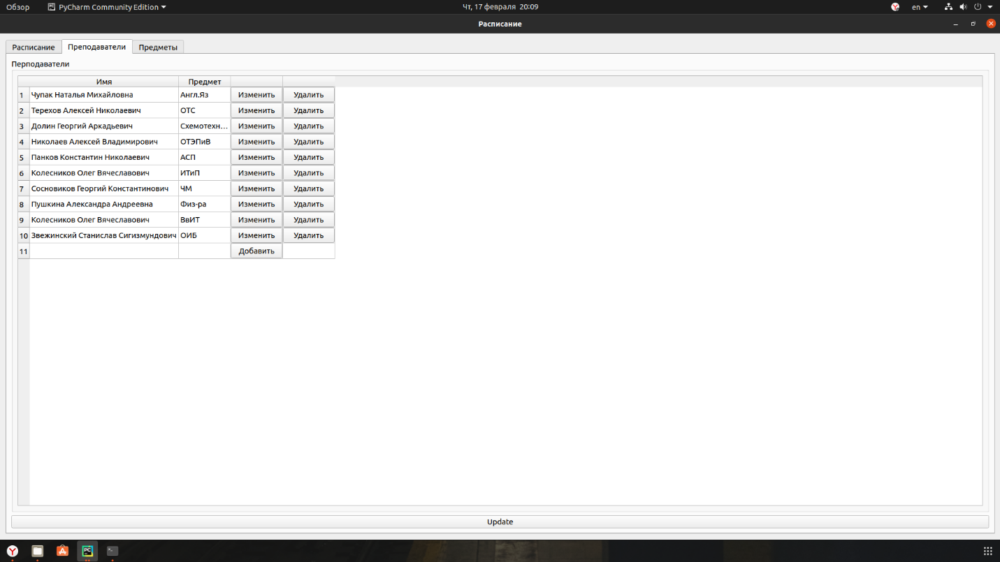 Обзор PyCharm Community Edition Чт, 17 февраля 20:09 en
Расписание
Расписание Преподаватели Предметы
Перподаватели
Имя Предмет
1 Чупак Наталья Михайловна Англ.Яз Изменить Удалить
2 Терехов Алексей Николаевич ОТС Изменить Удалить
3 Долин Георгий Аркадьевич Схемотехн... Изменить Удалить
4 Николаев Алексей Владимирович ОТЭПиВ Изменить Удалить
5 Панков Константин Николаевич АСП Изменить Удалить
6 Колесников Олег Вячеславович ИТиП Изменить Удалить
7 Сосновиков Георгий Константинович ЧМ Изменить Удалить
8 Пушкина Александра Андреевна Физ-ра Изменить Удалить
9 Колесников Олег Вячеславович ВвИТ Изменить Удалить
10 Звежинский Станислав Сигизмундович ОИБ Изменить Удалить
11 Добавить
Update